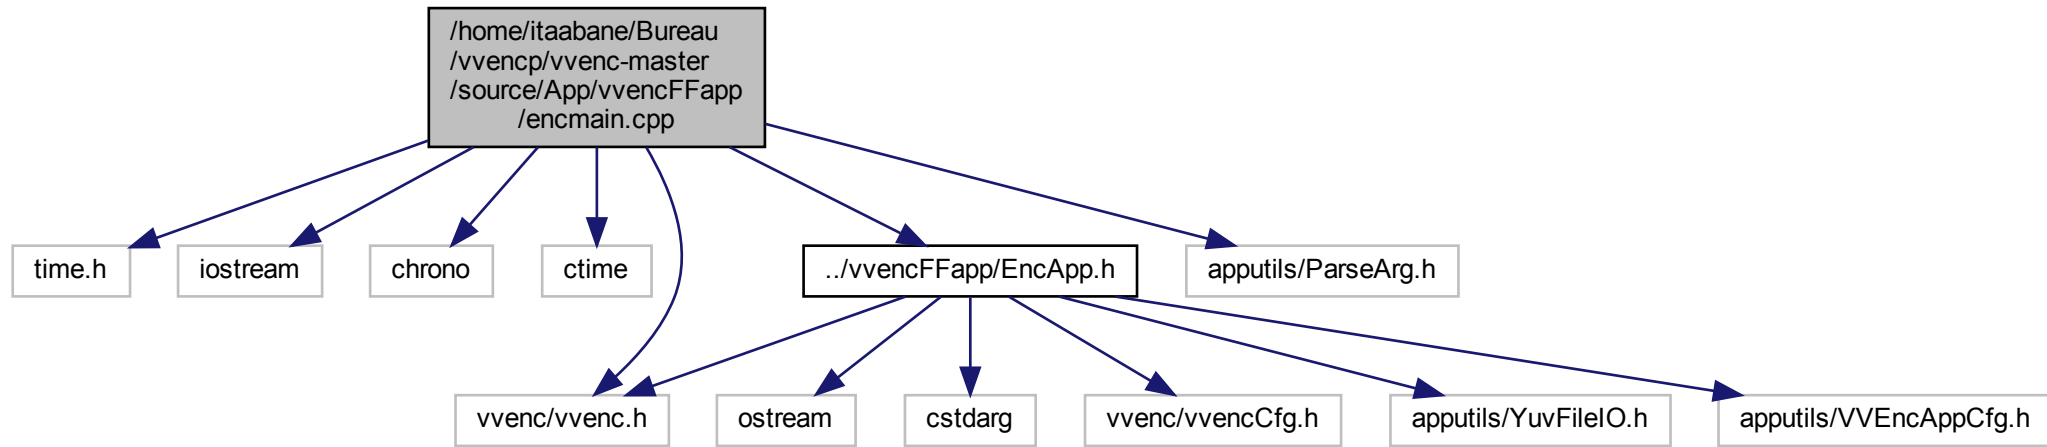 /home/itaabane/Bureau
/vvencp/vvenc-master
/source/App/vvencFFapp
/encmain.cpp
time.h
iostream
chrono
ctime
../vvencFFapp/EncApp.h
apputils/ParseArg.h
vvenc/vvenc.h
ostream
cstdarg
vvenc/vvencCfg.h
apputils/YuvFileIO.h
apputils/VVEncAppCfg.h